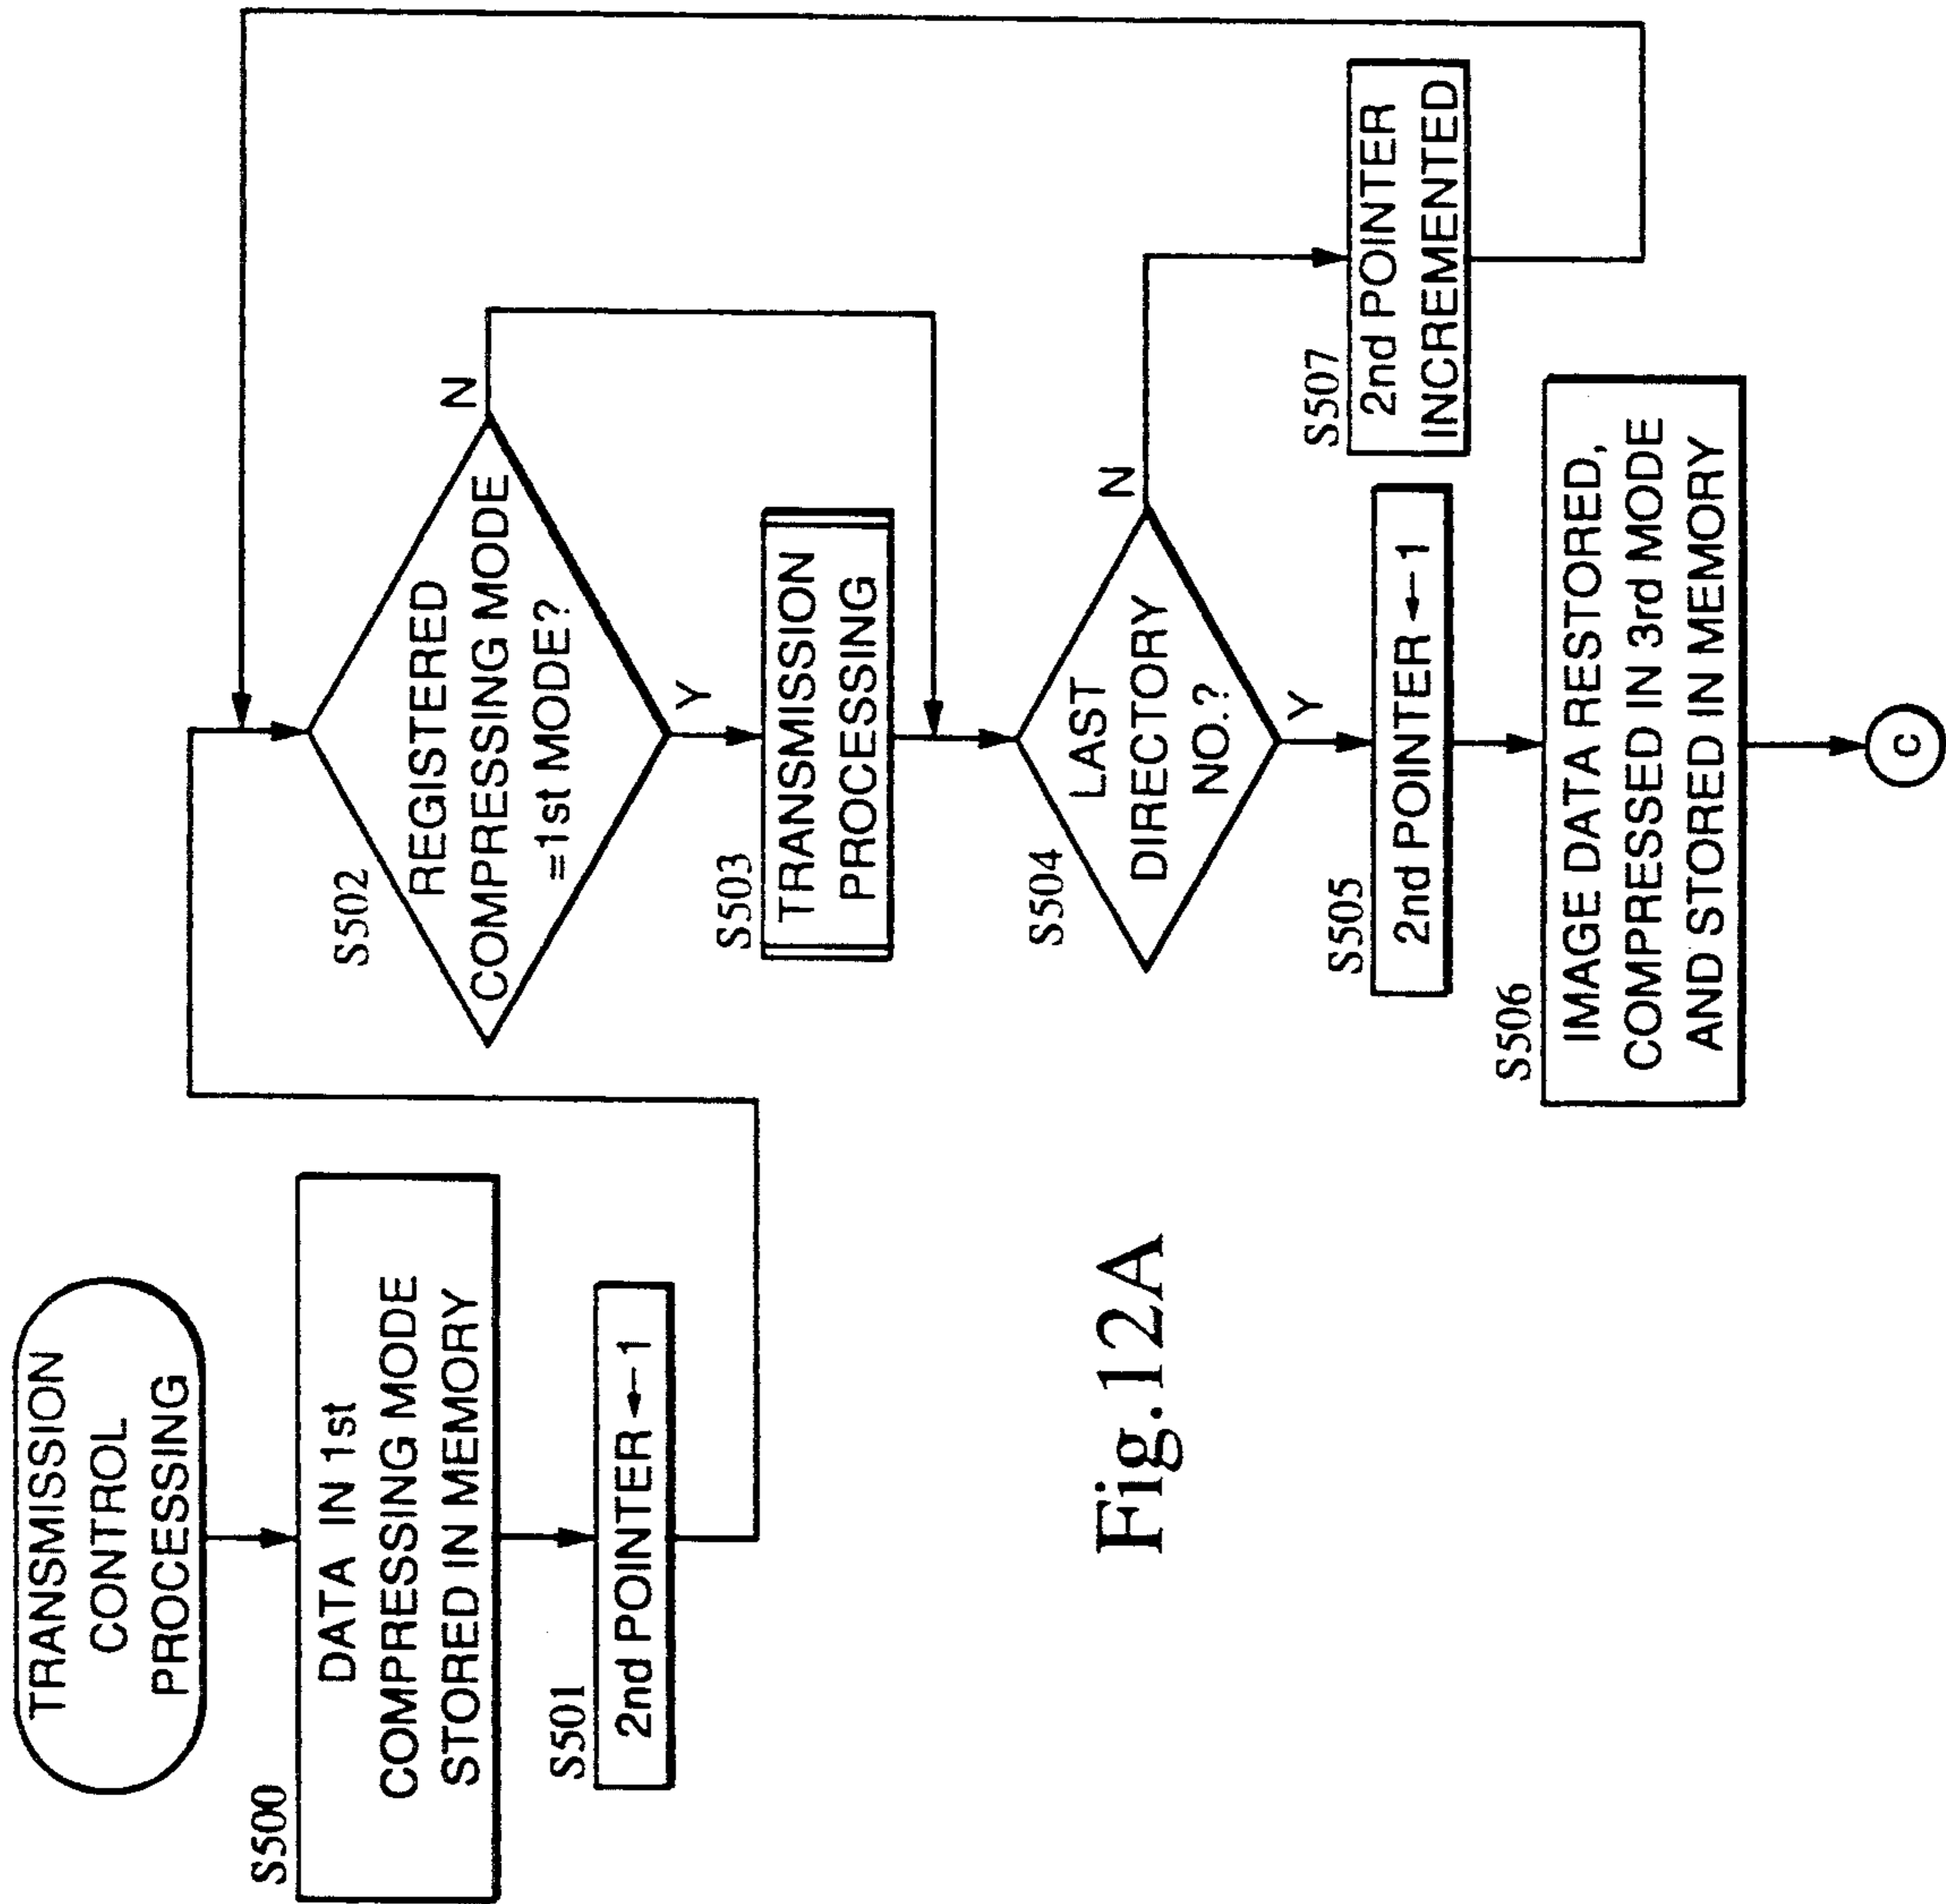 TRANSMISSION
CONTROL
PROCESSING
S500
DATA IN 1st
COMPRESSING MODE
STORED IN MEMORY
S501
2nd POINTER ← 1
S502
REGISTERED
COMPRESSING MODE
=1st MODE?
N
Y
S503
TRANSMISSION
PROCESSING
S504
LAST
DIRECTORY
NO.?
N
Y
S505
2nd POINTER ← 1
S506
IMAGE DATA RESTORED,
COMPRESSED IN 3rd MODE
AND STORED IN MEMORY
S507
2nd POINTER
INCREMENTED
c
Fig.12A